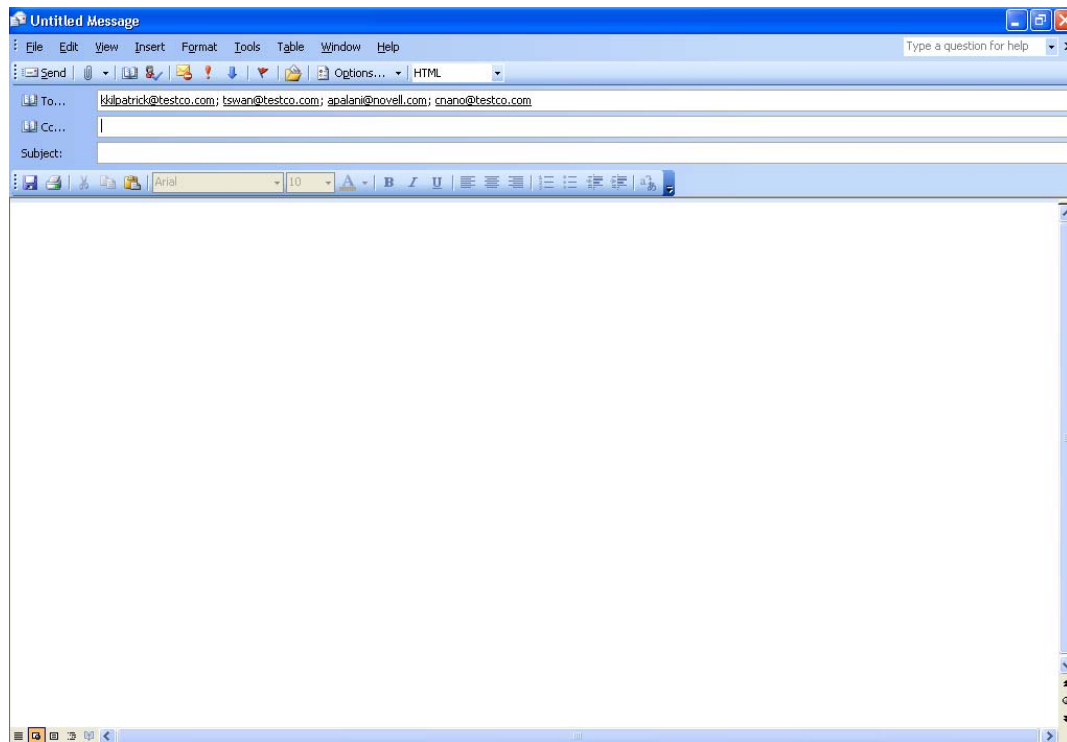 Untitled Message
File Edit View Insert Format Tools Table Window Help Type a question for help
Send Options... HTML
To... kkilpatrick@testco.com; tswan@testco.com; apalani@novell.com; cnano@testco.com
Cc...
Subject:
Arial 10 A B I U